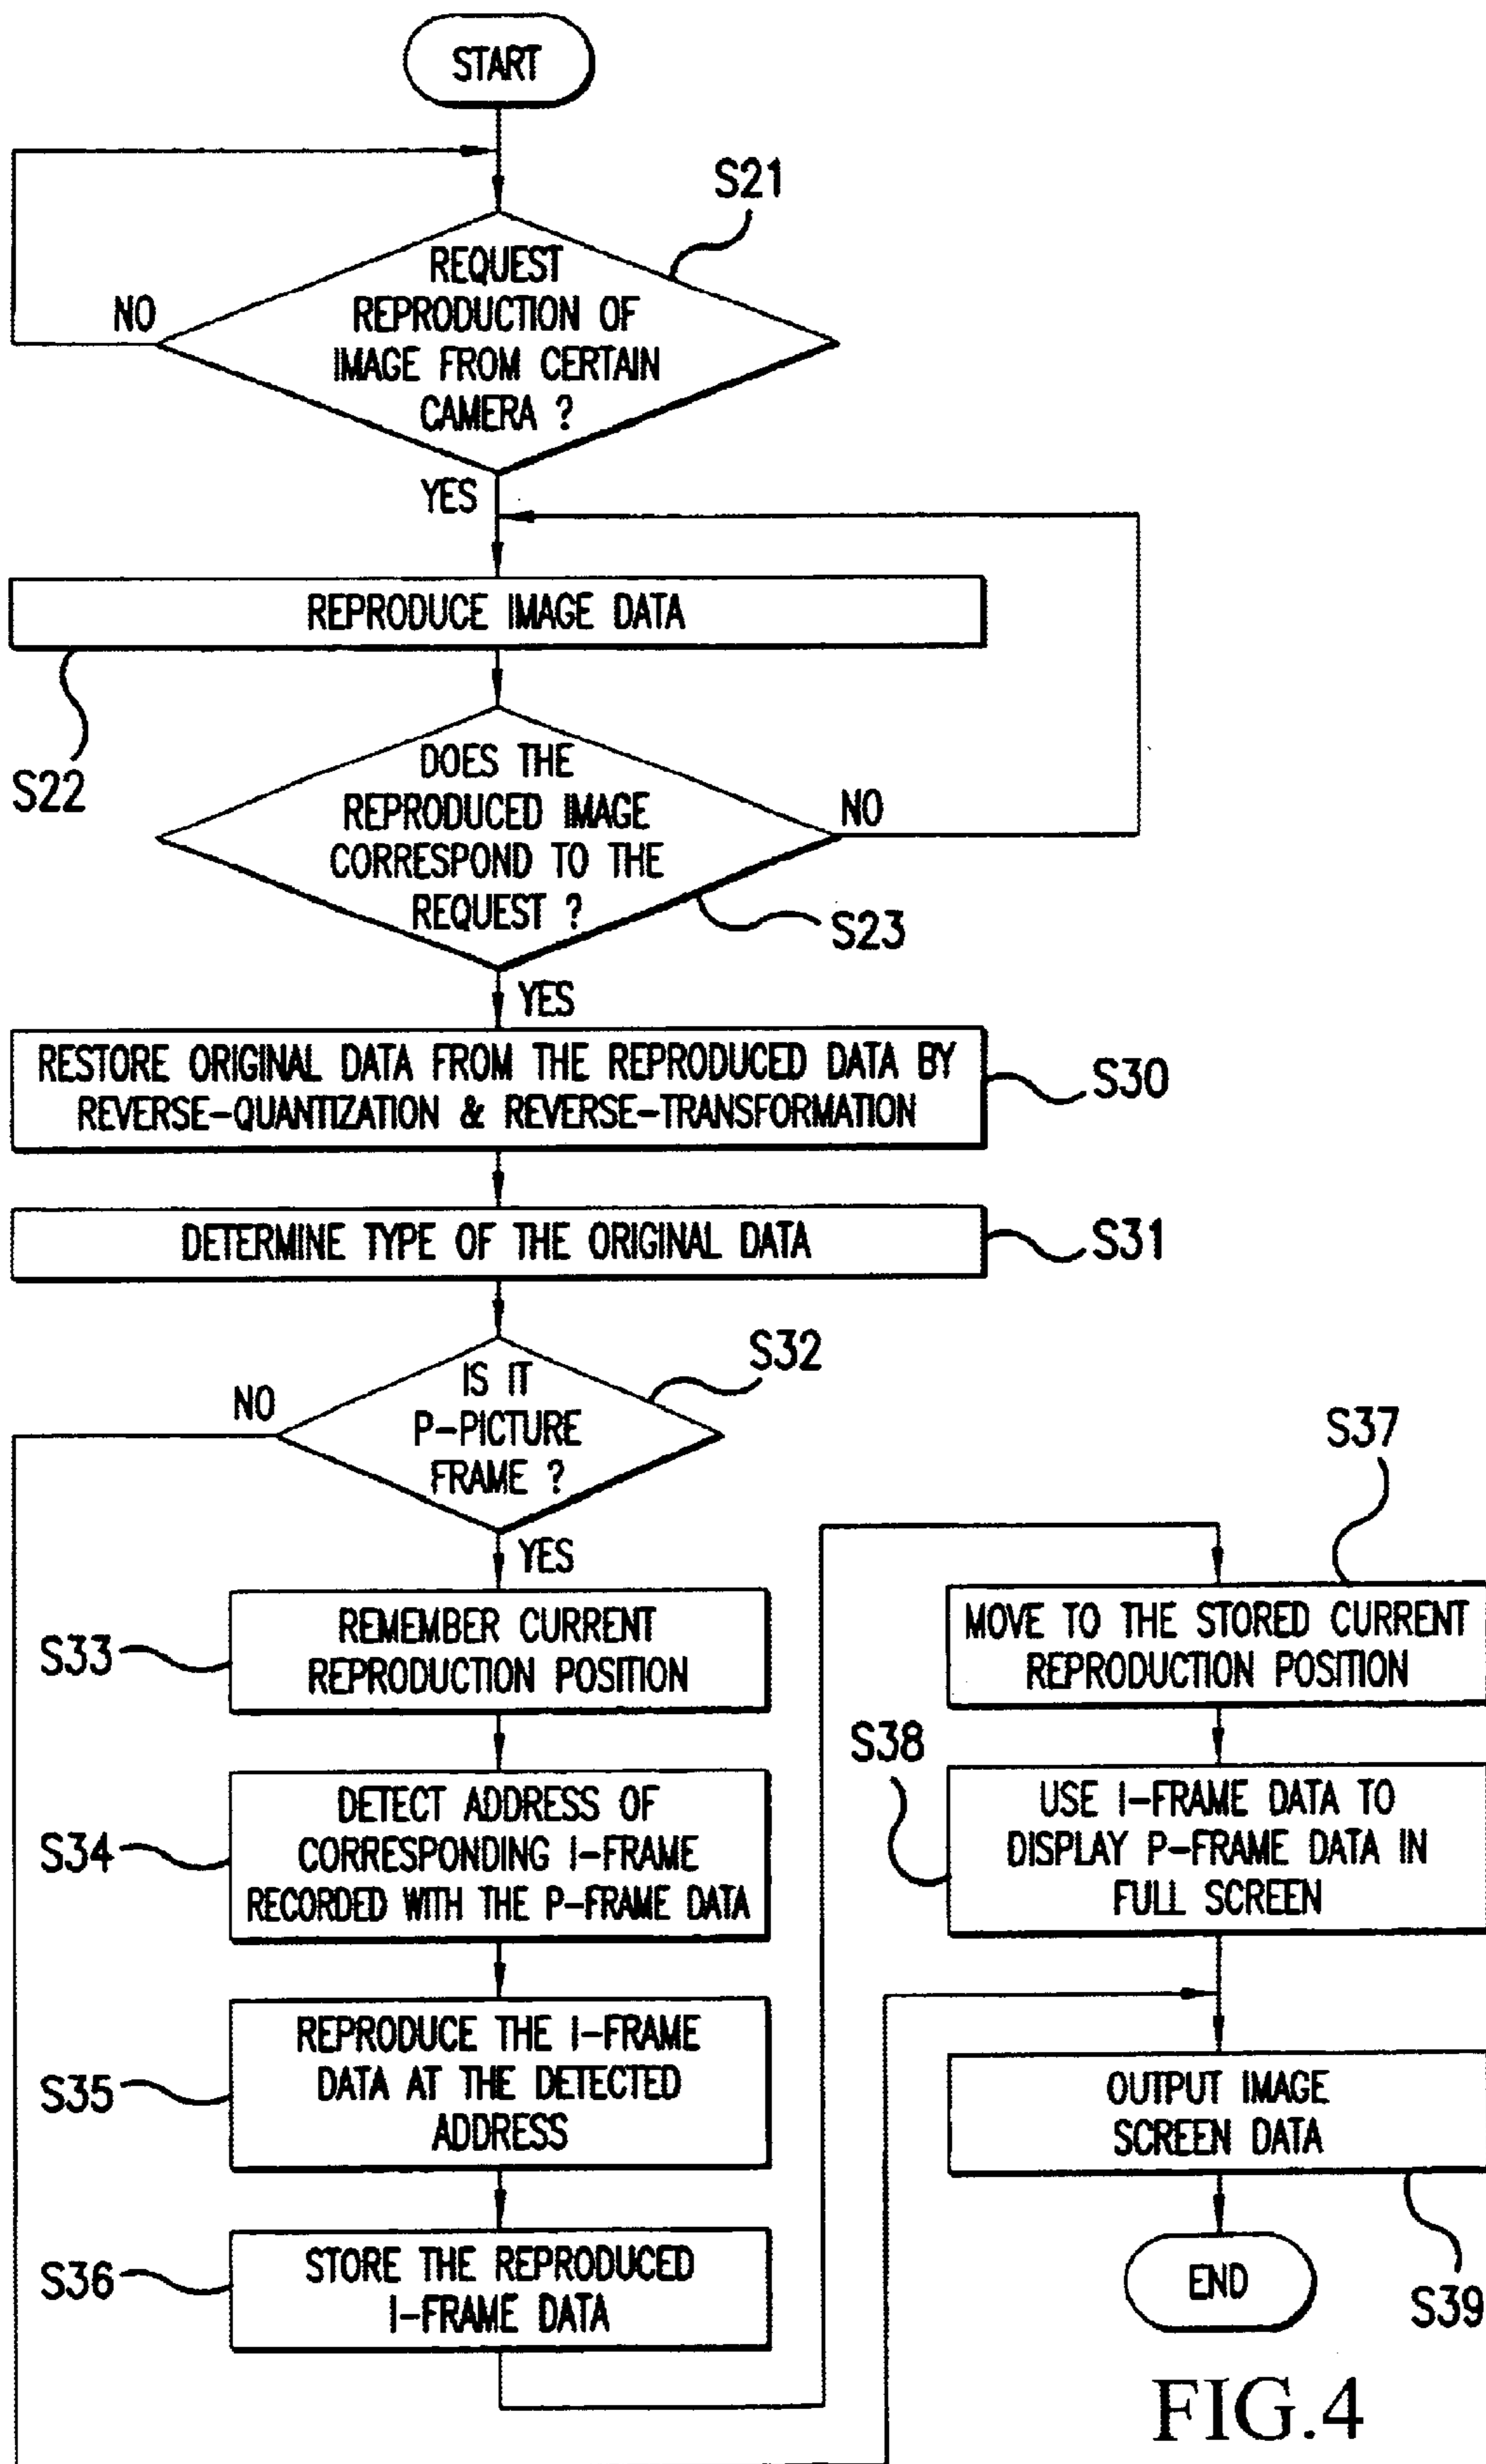 START
S21
REQUEST
REPRODUCTION OF
IMAGE FROM CERTAIN
CAMERA ?
NO
YES
REPRODUCE IMAGE DATA
S22
DOES THE
REPRODUCED IMAGE
CORRESPOND TO THE
REQUEST ?
NO
S23
YES
RESTORE ORIGINAL DATA FROM THE REPRODUCED DATA BY
REVERSE-QUANTIZATION & REVERSE-TRANSFORMATION
S30
DETERMINE TYPE OF THE ORIGINAL DATA
S31
S32
IS IT
P-PICTURE
FRAME ?
NO
YES
REMEMBER CURRENT
REPRODUCTION POSITION
S33
DETECT ADDRESS OF
CORRESPONDING I-FRAME
RECORDED WITH THE P-FRAME DATA
S34
REPRODUCE THE I-FRAME
DATA AT THE DETECTED
ADDRESS
S35
STORE THE REPRODUCED
I-FRAME DATA
S36
S37
MOVE TO THE STORED CURRENT
REPRODUCTION POSITION
S38
USE I-FRAME DATA TO
DISPLAY P-FRAME DATA IN
FULL SCREEN
OUTPUT IMAGE
SCREEN DATA
S39
END
FIG.4